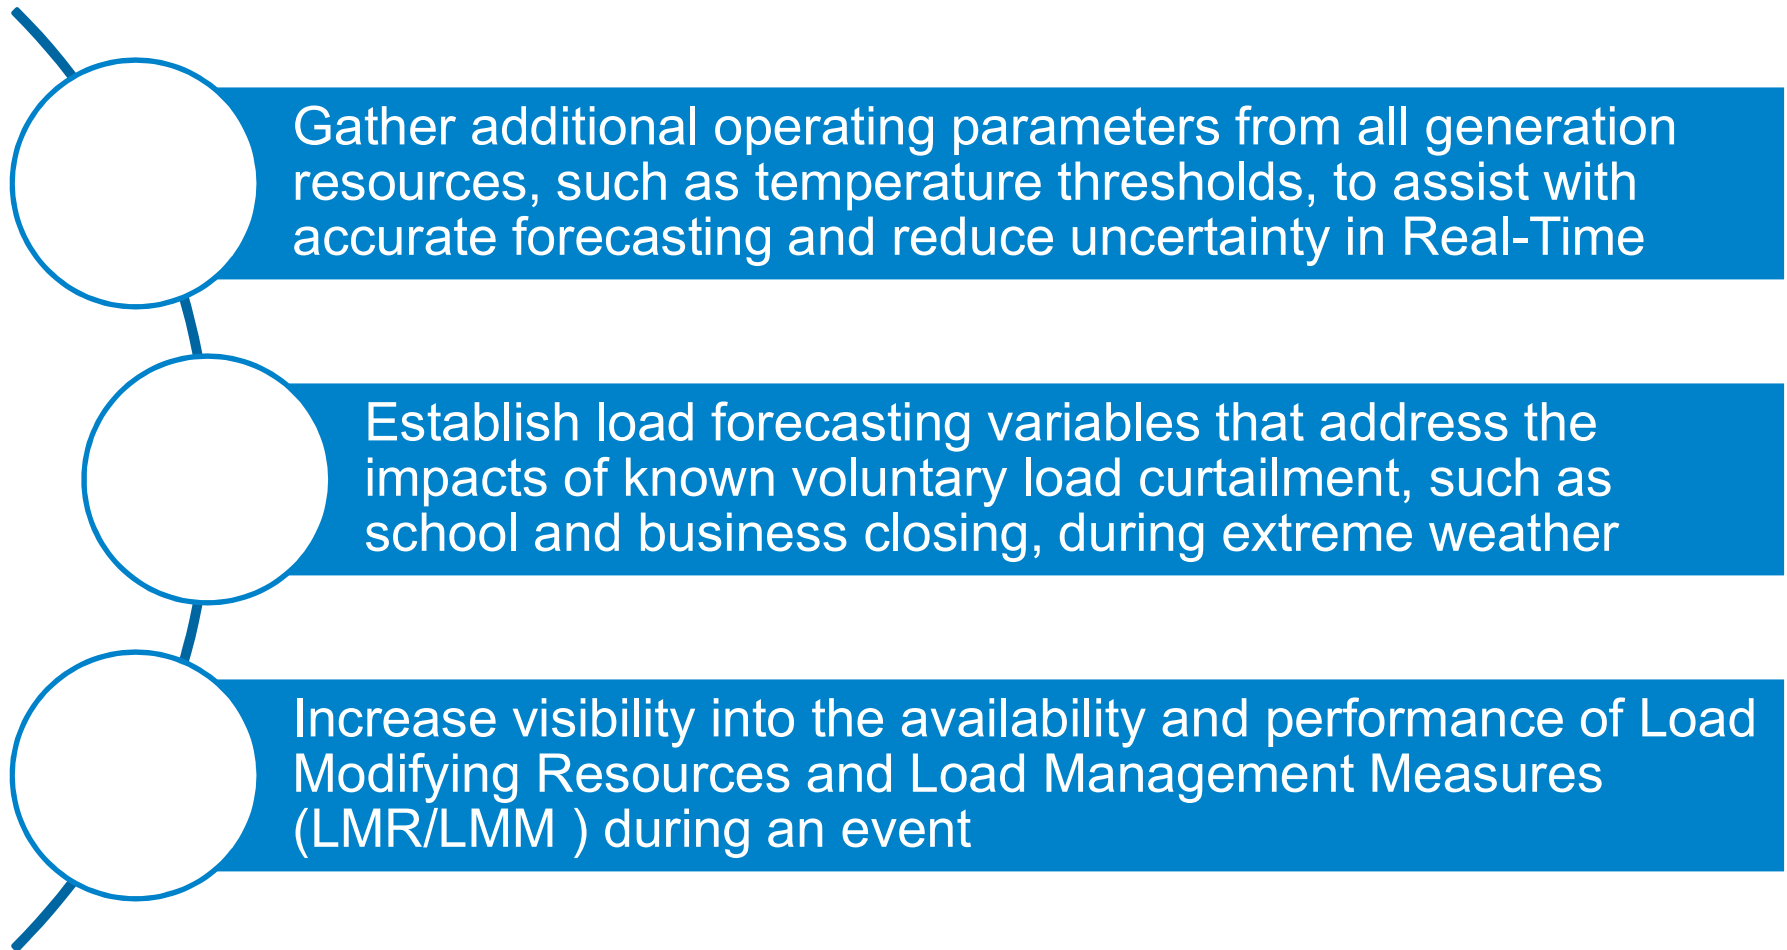 Gather additional operating parameters from all generation
resources, such as temperature thresholds, to assist with
accurate forecasting and reduce uncertainty in Real-Time
Establish load forecasting variables that address the
impacts of known voluntary load curtailment, such as
school and business closing, during extreme weather
Increase visibility into the availability and performance of Load
Modifying Resources and Load Management Measures
(LMR/LMM ) during an event